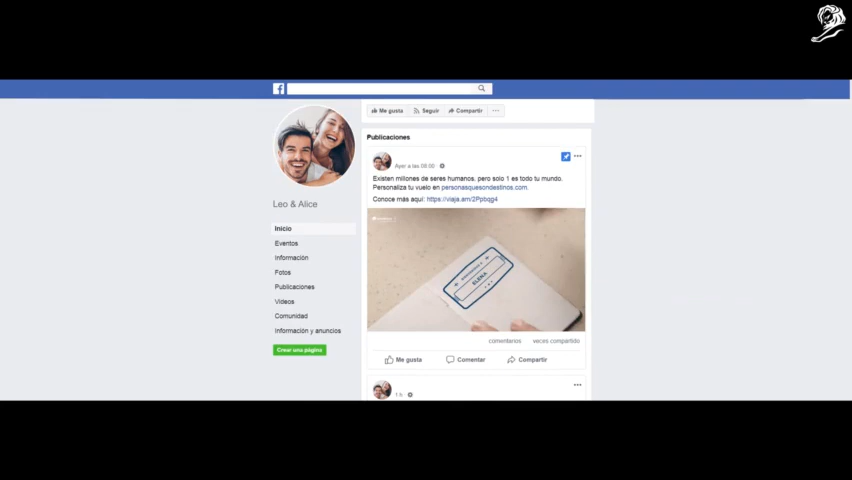 f
Me gusta
Seguir
Compartir
Publicaciones
Ayer a las 06:00
Existen millones de seres humanos, pero solo 1 es todo tu mundo.
Personaliza tu vuelo en personasquesondestinos.com.
Conoce más aquí: https://viaja.am/2Ppbqg4
ELENA
comentarios veces compartido
Me gusta Comentar Compartir
1 h
Leo & Alice
Inicio
Eventos
Información
Fotos
Publicaciones
Videos
Comunidad
Información y anuncios
Crear una página